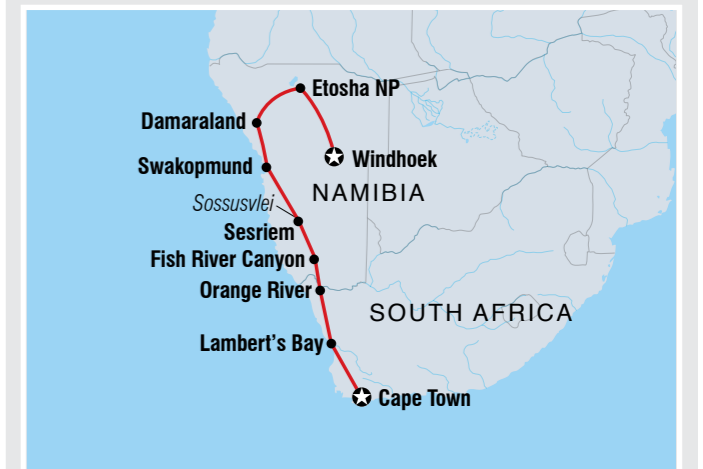 Etosha NP
Damaraland
Windhoek
Swakopmund
NAMIBIA
Sossusvlei
Sesriem
Fish River Canyon
Orange River
SOUTH AFRICA
Lambert's Bay
Cape Town